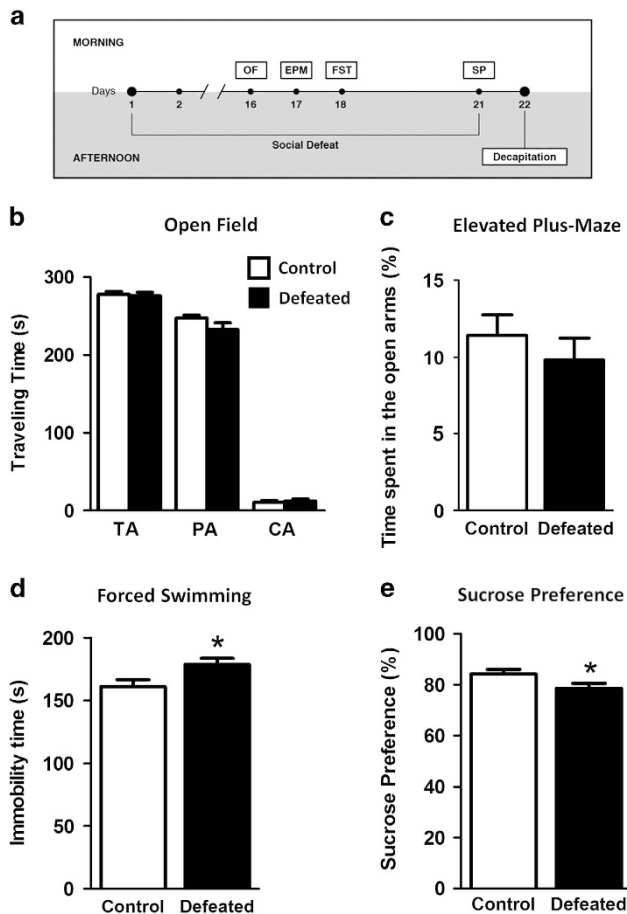 a
MORNING
OF EPM FST SP
Days
1 2 16 17 18 21 22
Social Defeat
AFTERNOON
Decapitation
b
Open Field
Control
Defeated
Traveling Time (s)
300
200
100
0
TA PA CA
c
Elevated Plus-Maze
Time spent in the open arms (%)
15
10
5
0
Control Defeated
d
Forced Swimming
Immobility time (s)
200
150
100
50
0
*
Control Defeated
e
Sucrose Preference
Sucrose Preference (%)
100
80
60
40
20
0
*
Control Defeated